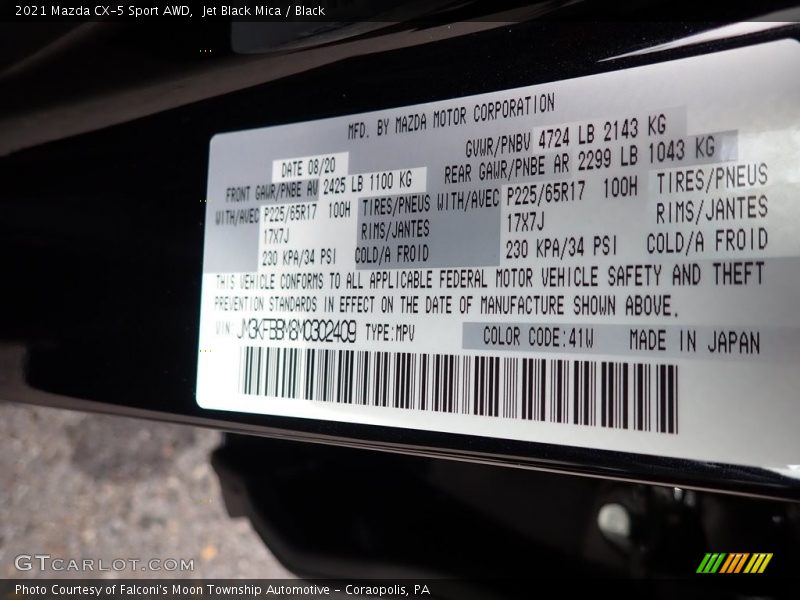 2021 Mazda CX-5 Sport AWD, Jet Black Mica / Black
MFD. BY MAZDA MOTOR CORPORATION
DATE 08/20 GVWR/PNBV 4724 LB 2143 KG
FRONT GAWR/PNBE AV 2425 LB 1100 KG REAR GAWR/PNBE AR 2299 LB 1043 KG
WITH/AVEC P225/65R17 100H TIRES/PNEUS WITH/AVEC P225/65R17 100H TIRES/PNEUS
17X7J RIMS/JANTES 17X7J RIMS/JANTES
230 KPA/34 PSI COLD/A FROID 230 KPA/34 PSI COLD/A FROID
THIS VEHICLE CONFORMS TO ALL APPLICABLE FEDERAL MOTOR VEHICLE SAFETY AND THEFT
PREVENTION STANDARDS IN EFFECT ON THE DATE OF MANUFACTURE SHOWN ABOVE.
VIN: JM3KFBBM8M0302409 TYPE:MPV COLOR CODE:41W MADE IN JAPAN
GTCARLOT.COM
Photo Courtesy of Falconi's Moon Township Automotive - Coraopolis, PA